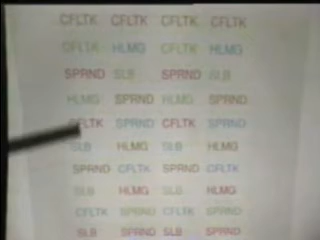 CFLTK CFLTK CFLTK CFLTK
CFLTK HLMG CFLTK HLMG
SPRND SLB SPRND SLB
HLMG SPRND HLMG SPRND
CFLTK SPRND CFLTK SPRND
SLB HLMG SLB HLMG
SPRND CFLTK SPRND CFLTK
SLB HLMG SLB HLMG
CFLTK SPRND CFLTK SPRND
SLB SPRND SLB SPRND